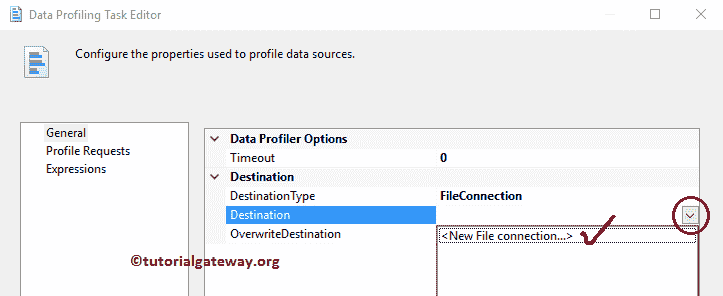 Data Profiling Task Editor
Configure the properties used to profile data sources.
General
Profile Requests
Expressions
Data Profiler Options
Timeout 0
Destination
DestinationType FileConnection
Destination
OverwriteDestination <New File connection...>
©tutorialgateway.org